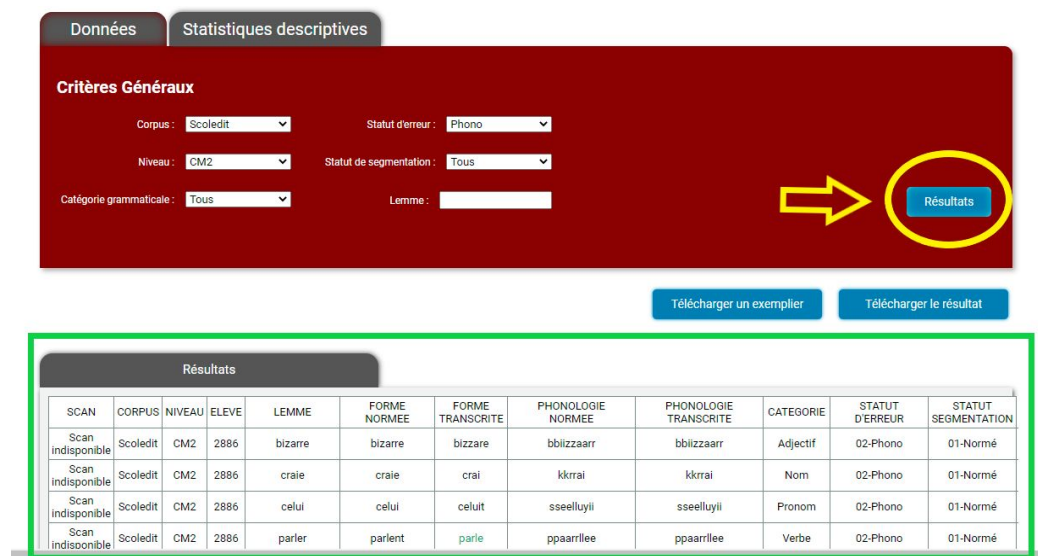 Données Statistiques descriptives
Critères Généraux
Corpus : Scoledit Statut d'erreur : Phono
Niveau : CM2 Statut de segmentation : Tous
Catégorie grammaticale : Tous Lemme :
Résultats
Télécharger un exemplier Télécharger le résultat
Résultats
SCAN CORPUS NIVEAU ELEVE LEMME FORME NORMEE FORME TRANSCRITE PHONOLOGIE NORMEE PHONOLOGIE TRANSCRITE CATEGORIE STATUT D'ERREUR STATUT SEGMENTATION
Scan indisponible Scoledit CM2 2886 bizarre bizarre bizzare bbiizzaarr bbiizzaarr Adjectif 02-Phono 01-Normé
Scan indisponible Scoledit CM2 2886 craie craie crai kkrrai kkrrai Nom 02-Phono 01-Normé
Scan indisponible Scoledit CM2 2886 celui celui celuit sseelluyii sseelluyii Pronom 02-Phono 01-Normé
Scan indisponible Scoledit CM2 2886 parler parlent parle ppaarrllee ppaarrllee Verbe 02-Phono 01-Normé